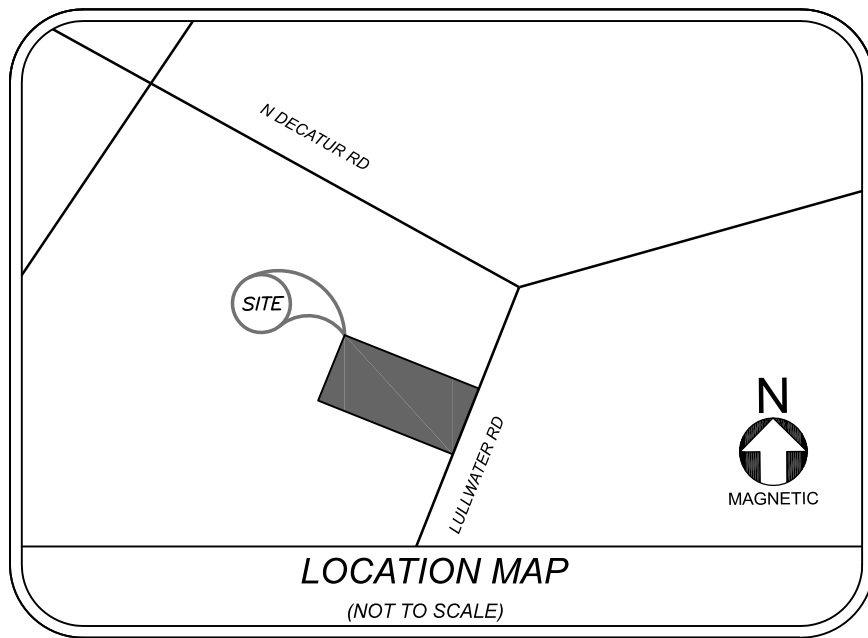 N DECATUR RD
SITE
LULLWATER RD
N
MAGNETIC
LOCATION MAP
(NOT TO SCALE)